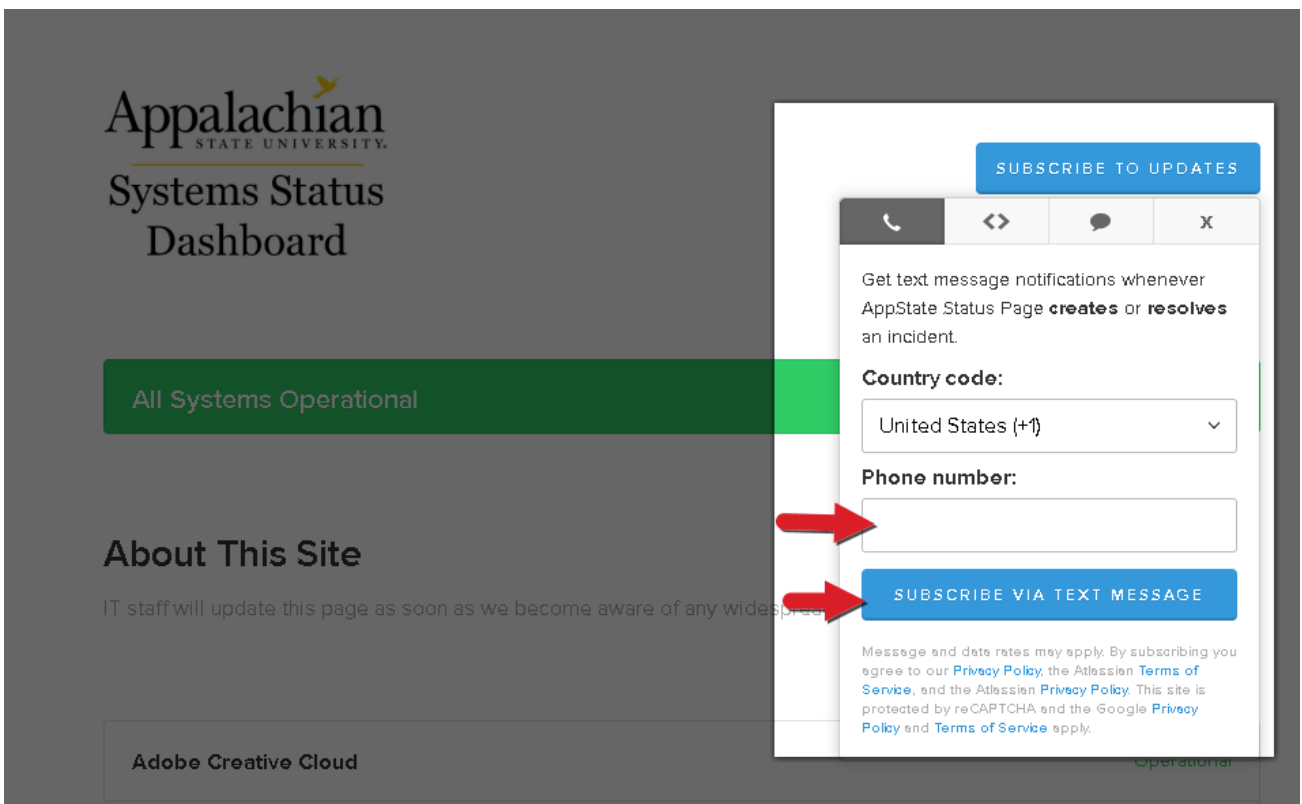 Appalachian
STATE UNIVERSITY.
Systems Status
Dashboard
SUBSCRIBE TO UPDATES
X
Get text message notifications whenever
AppState Status Page creates or resolves
an incident.
Country code:
United States (+1)
Phone number:
SUBSCRIBE VIA TEXT MESSAGE
Message and data rates may apply. By subscribing you
agree to our Privacy Policy, the Atlassian Terms of
Service, and the Atlassian Privacy Policy. This site is
protected by reCAPTCHA and the Google Privacy
Policy and Terms of Service apply.
All Systems Operational
About This Site
IT staff will update this page as soon as we become aware of any
Adobe Creative Cloud
Operational